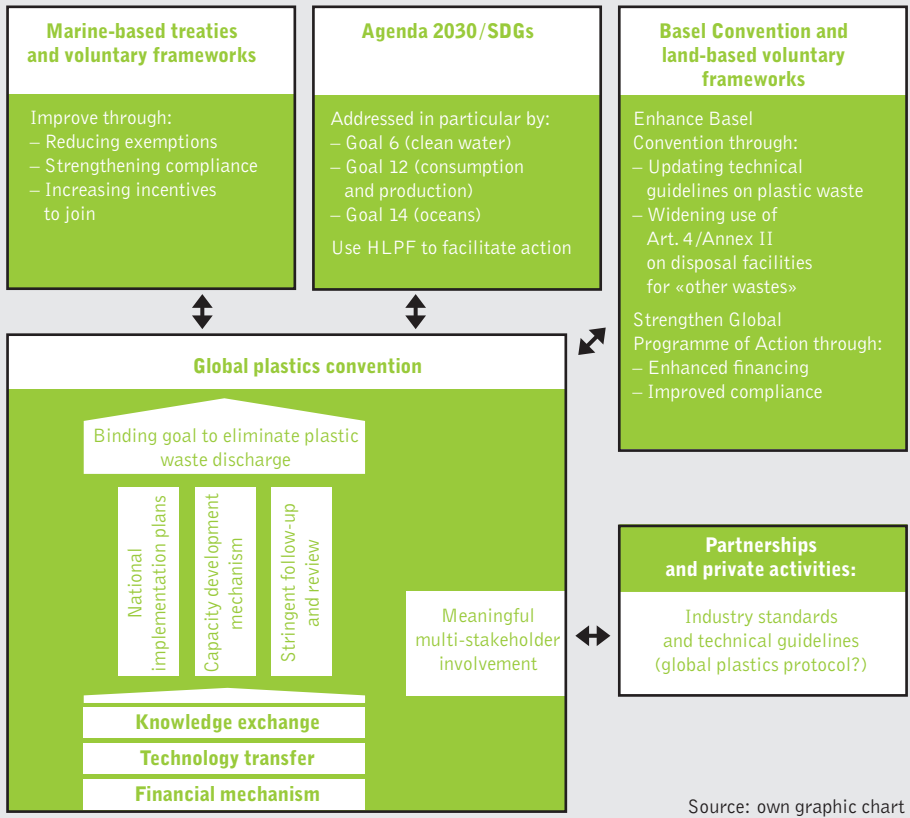 Marine-based treaties
and voluntary frameworks
Improve through:
– Reducing exemptions
– Strengthening compliance
– Increasing incentives
to join
Agenda 2030/SDGs
Addressed in particular by:
– Goal 6 (clean water)
– Goal 12 (consumption
and production)
– Goal 14 (oceans)
Use HLPF to facilitate action
Basel Convention and
land-based voluntary
frameworks
Enhance Basel
Convention through:
– Updating technical
guidelines on plastic waste
– Widening use of
Art. 4/Annex II
on disposal facilities
for «other wastes»
Strengthen Global
Programme of Action through:
– Enhanced financing
– Improved compliance
Global plastics convention
Binding goal to eliminate plastic
waste discharge
National
implementation plans
Capacity development
mechanism
Stringent follow-up
and review
Meaningful
multi-stakeholder
involvement
Knowledge exchange
Technology transfer
Financial mechanism
Partnerships
and private activities:
Industry standards
and technical guidelines
(global plastics protocol?)
Source: own graphic chart